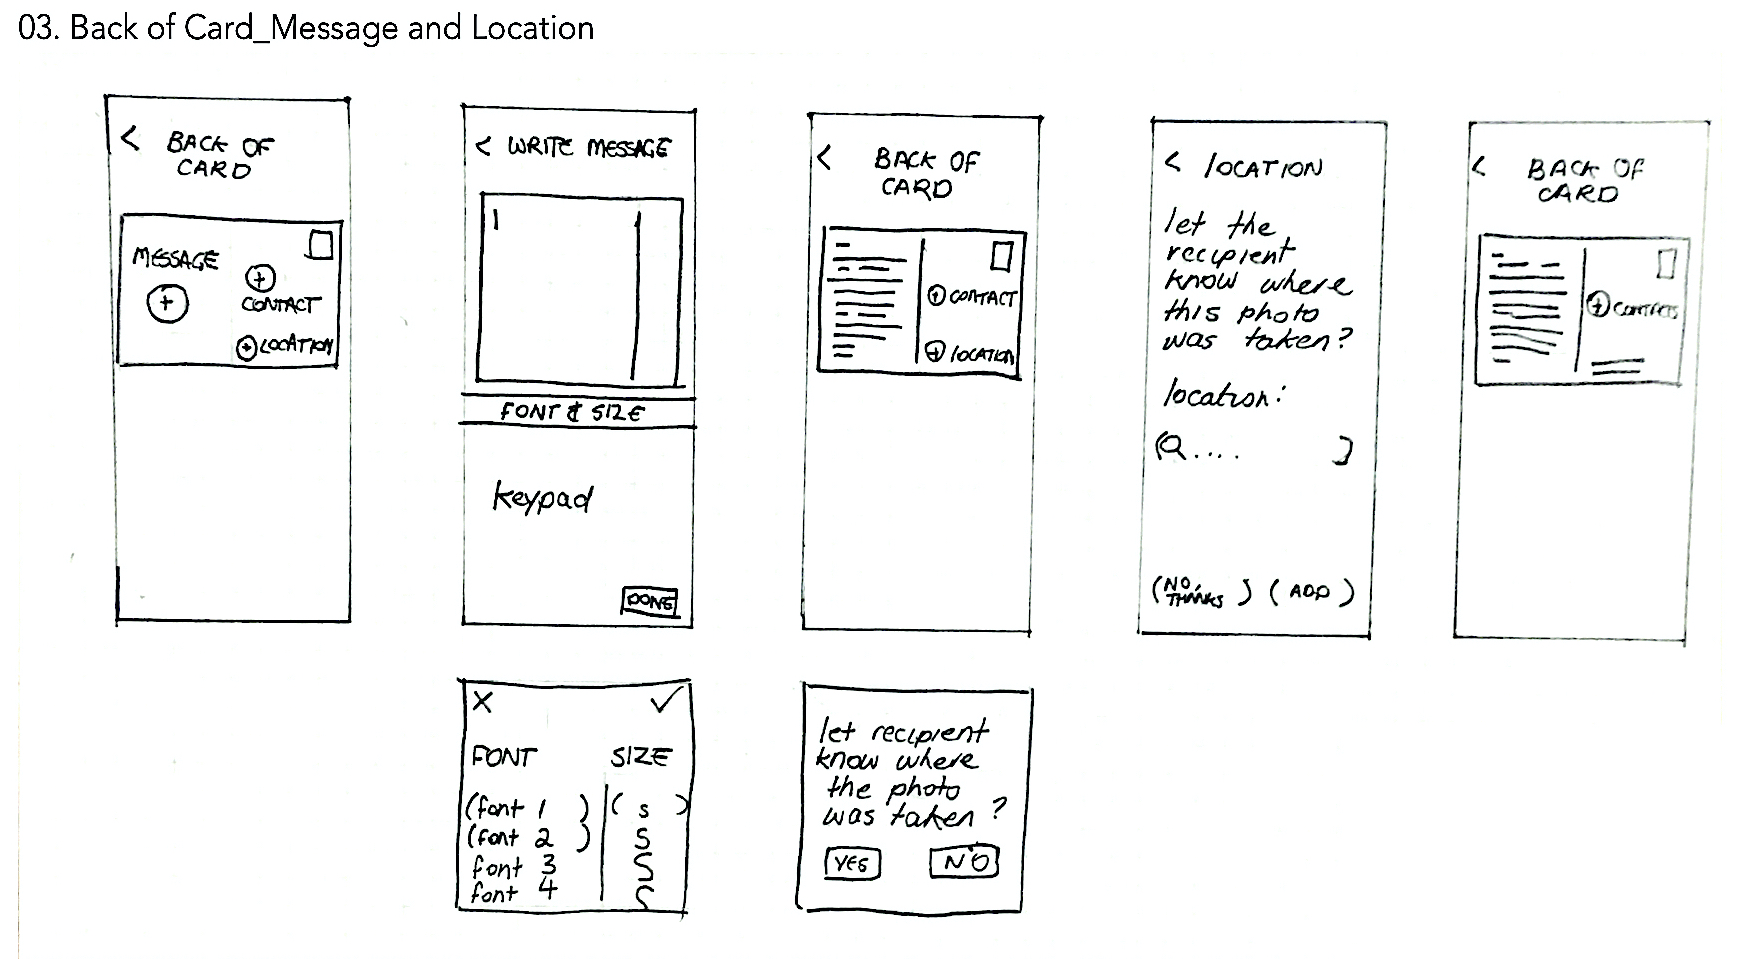 03. Back of Card_Message and Location
< BACK OF
CARD
MESSAGE
+
+
CONTACT
+ LOCATION
< WRITE MESSAGE
FONT & SIZE
keypad
DONE
X
FONT SIZE
(font 1 ) ( s )
(font 2 ) S
font 3 S
font 4 S
< BACK OF
CARD
+ CONTACT
+ LOCATION
let recipient
know where
the photo
was taken ?
YES NO
< LOCATION
let the
recipient
know where
this photo
was taken?
location:
....
(NO, THANKS ) ( ADD )
< BACK OF
CARD
+